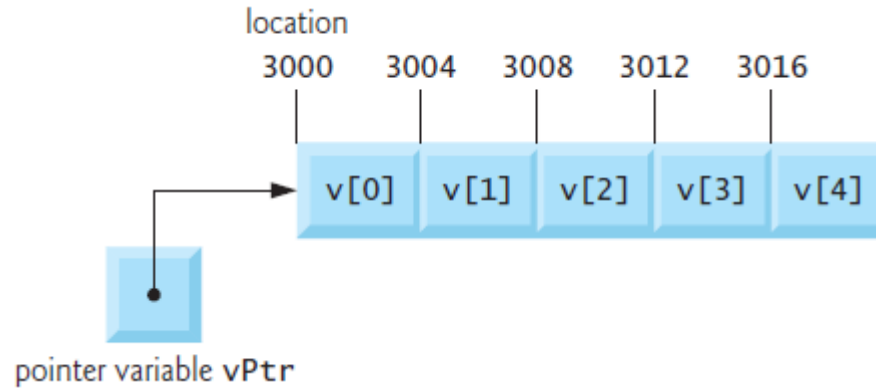 location
3000 3004 3008 3012 3016
v[0] v[1] v[2] v[3] v[4]
pointer variable vPtr